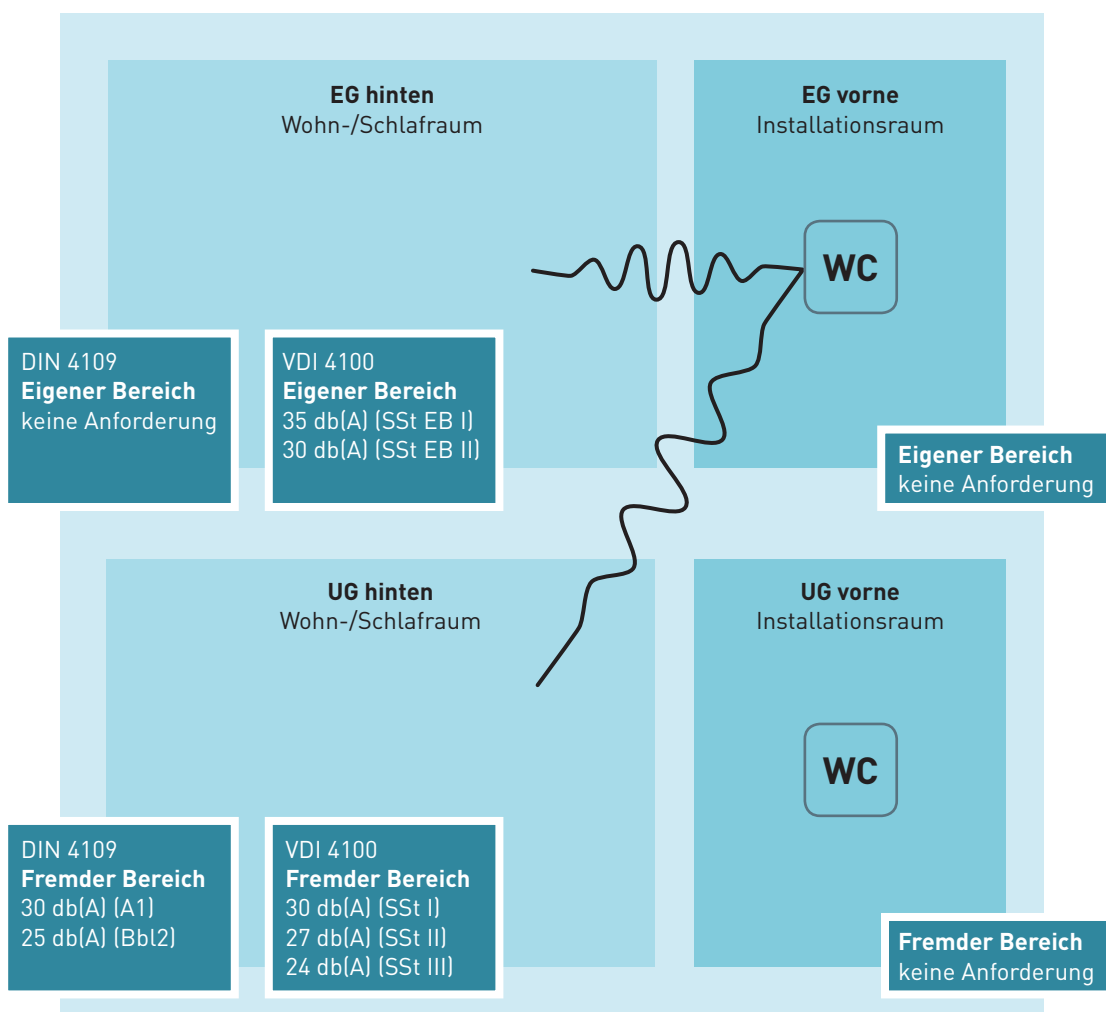 EG hinten
Wohn-/Schlafraum
EG vorne
Installationsraum
WC
DIN 4109
Eigener Bereich
keine Anforderung
VDI 4100
Eigener Bereich
35 db(A) (SSt EB I)
30 db(A) (SSt EB II)
Eigener Bereich
keine Anforderung
UG hinten
Wohn-/Schlafraum
UG vorne
Installationsraum
WC
DIN 4109
Fremder Bereich
30 db(A) (A1)
25 db(A) (Bbl2)
VDI 4100
Fremder Bereich
30 db(A) (SSt I)
27 db(A) (SSt II)
24 db(A) (SSt III)
Fremder Bereich
keine Anforderung